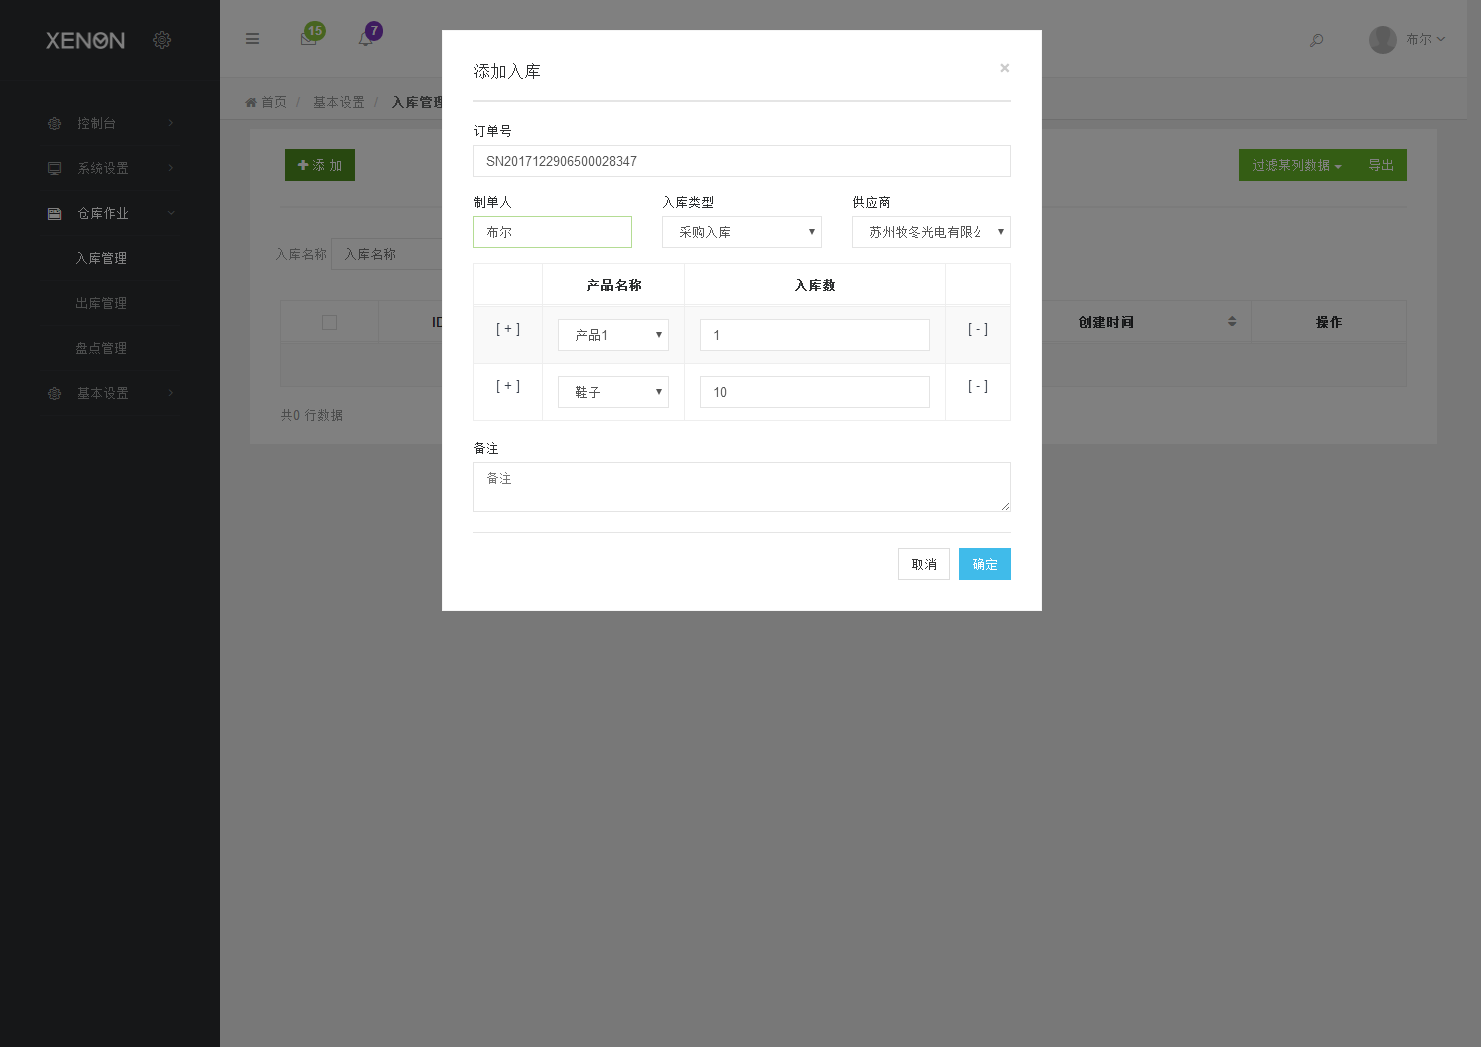 XENON
15
7
布尔
控制台
系统设置
仓库作业
入库管理
出库管理
盘点管理
基本设置
首页 / 基本设置 / 入库管理
+ 添 加
过滤某列数据 导出
入库名称 入库名称
ID 创建时间 操作
共0 行数据
添加入库 ×
订单号
SN2017122906500028347
制单人 入库类型 供应商
布尔 采购入库 苏州牧冬光电有限
产品名称 入库数
[ + ] 产品1 1 [ - ]
[ + ] 鞋子 10 [ - ]
备注
备注
取消 确定